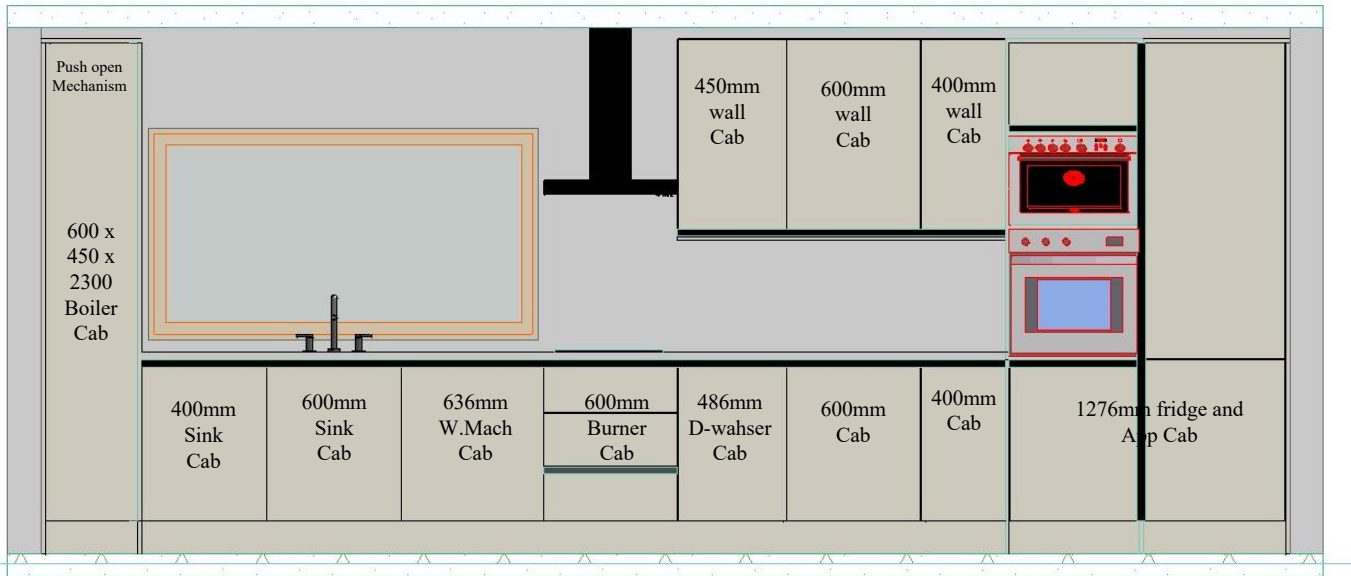 Push open
Mechanism
600 x
450 x
2300
Boiler
Cab
450mm
wall
Cab
600mm
wall
Cab
400mm
wall
Cab
400mm
Sink
Cab
600mm
Sink
Cab
636mm
W.Mach
Cab
600mm
Burner
Cab
486mm
D-wahser
Cab
600mm
Cab
400mm
Cab
1276mm fridge and
App Cab